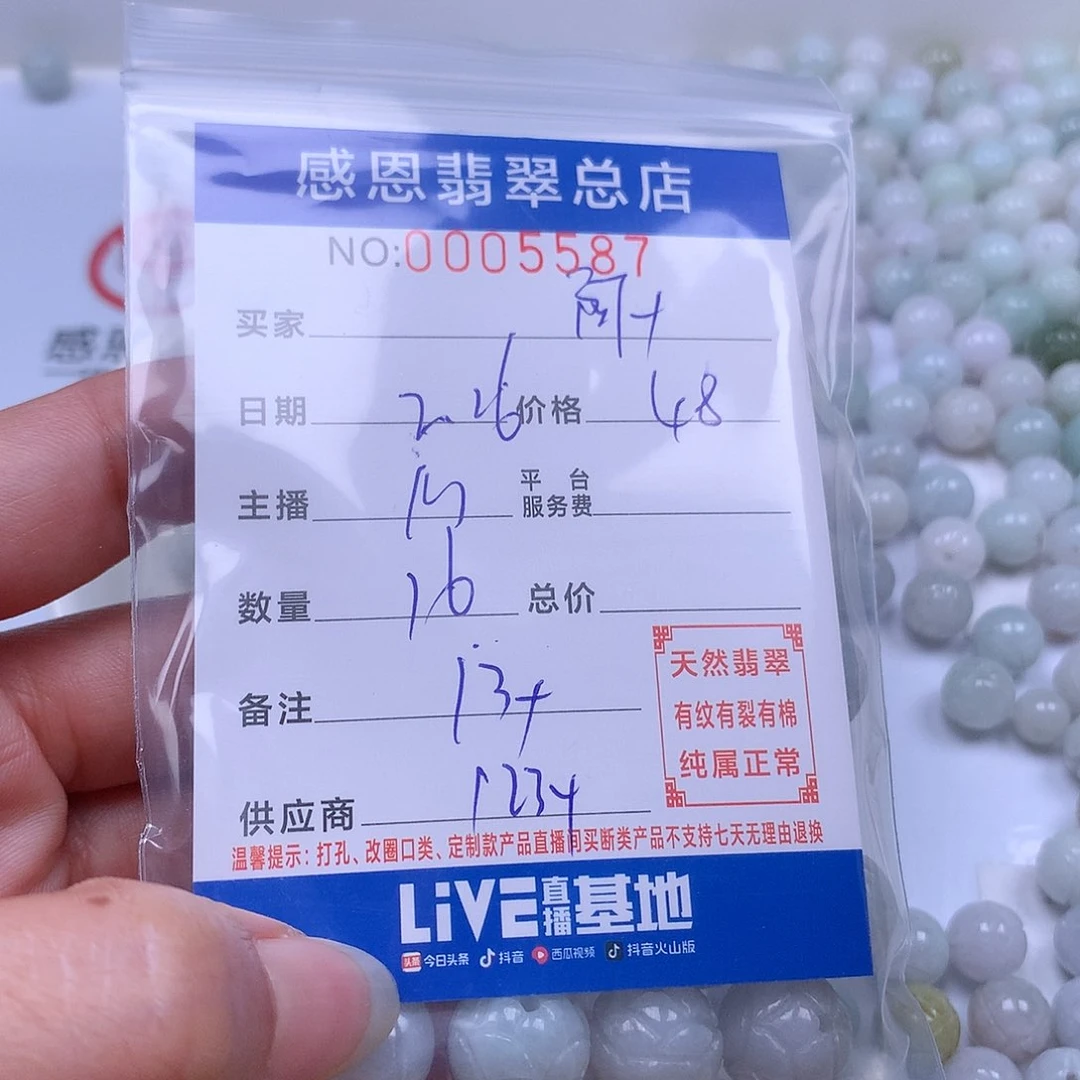 感恩翡翠总店
NO:0005587
买家
日期 2.26 价格 48
主播 平台服务费
数量 16 总价
备注 13+
供应商 1234
天然翡翠
有纹有裂有棉
纯属正常
温馨提示：打孔、改圈口类、定制款产品直播间买断类产品不支持七天无理由退换
LiVE直播基地
头条 今日头条 抖音 西瓜视频 抖音火山版